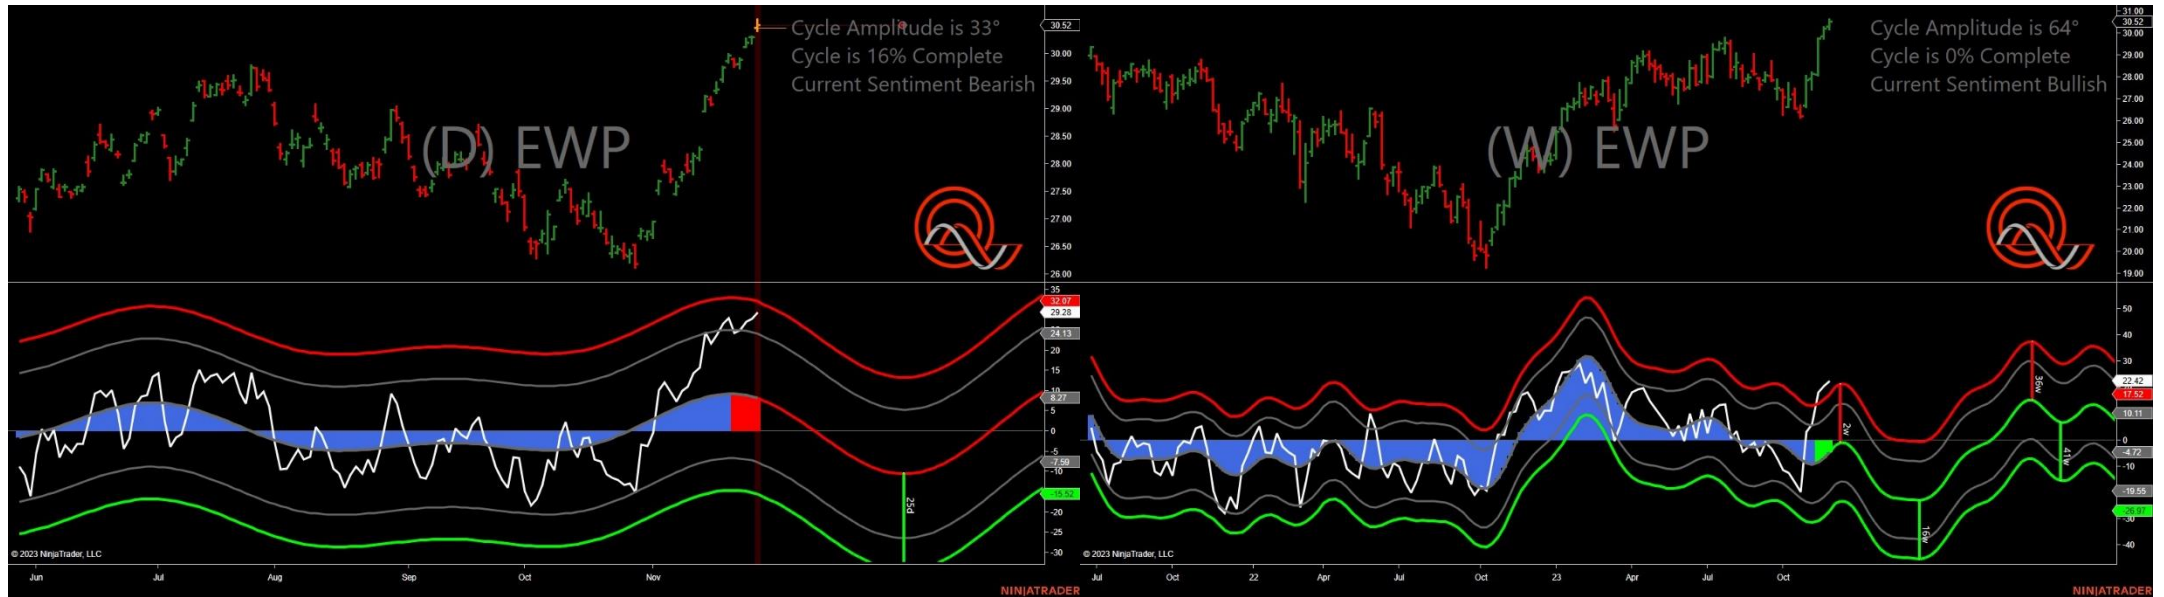 Cycle Amplitude is 33°
Cycle is 16% Complete
Current Sentiment Bearish
(D) EWP
30.52
30.00
29.50
29.00
28.50
28.00
27.50
27.00
26.50
26.00
35
32.07
29.28
24.13
20
15
10
8.27
5
0
-5
-7.59
-10
-15.52
-20
-25
-30
25d
© 2023 NinjaTrader, LLC
Jun Jul Aug Sep Oct Nov
NINJATRADER
Cycle Amplitude is 64°
Cycle is 0% Complete
Current Sentiment Bullish
(W) EWP
31.00
30.52
30.00
29.00
28.00
27.00
26.00
25.00
24.00
23.00
22.00
21.00
20.00
19.00
50
40
30
22.42
17.52
10.11
0
-4.72
-10
-19.55
-26.97
-30
-40
2w
16w
36w
41w
© 2023 NinjaTrader, LLC
Jul Oct 22 Apr Jul Oct 23 Apr Jul Oct
NINJATRADER